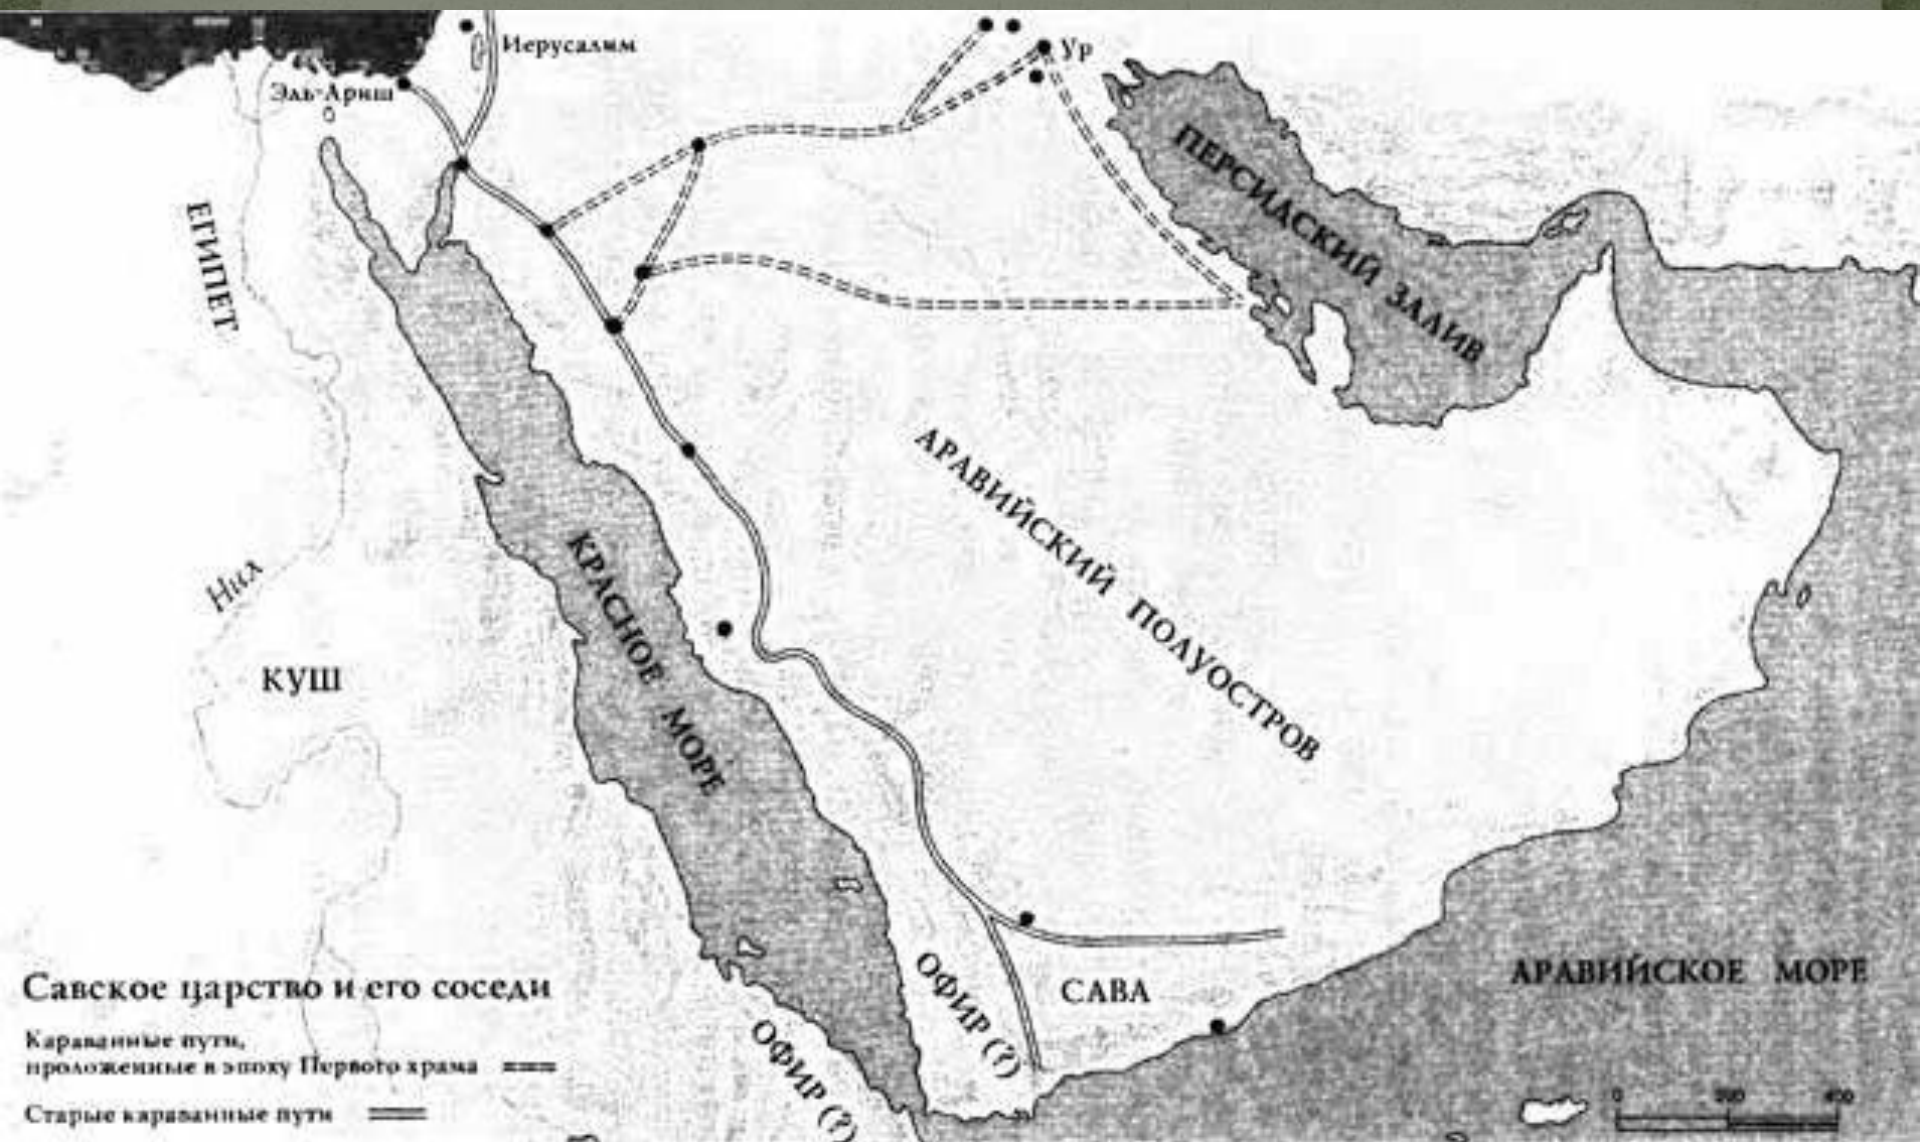 Иерусалим
Ур
Эль-Ариш
ПЕРСИДСКИЙ ЗАЛИВ
ЕГИПЕТ
АРАВИЙСКИЙ ПОЛУОСТРОВ
КРАСНОЕ МОРЕ
Нил
КУШ
АРАВИЙСКОЕ МОРЕ
САВА
ОФИР (?)
ОФИР (?)
Савское царство и его соседи
Караванные пути,
проложенные в эпоху Первого храма
Старые караванные пути
0 200 400